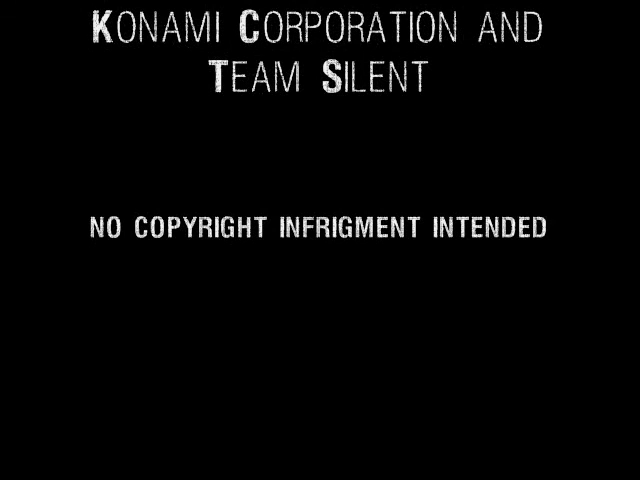 KONAMI CORPORATION AND
TEAM SILENT
NO COPYRIGHT INFRIGMENT INTENDED